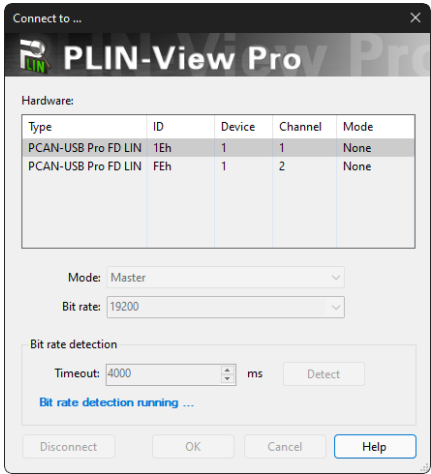 Connect to ...
LIN PLIN-View Pro
Hardware:
Type ID Device Channel Mode
PCAN-USB Pro FD LIN 1Eh 1 1 None
PCAN-USB Pro FD LIN FEh 1 2 None
Mode: Master
Bit rate: 19200
Bit rate detection
Timeout: 4000 ms Detect
Bit rate detection running ...
Disconnect OK Cancel Help